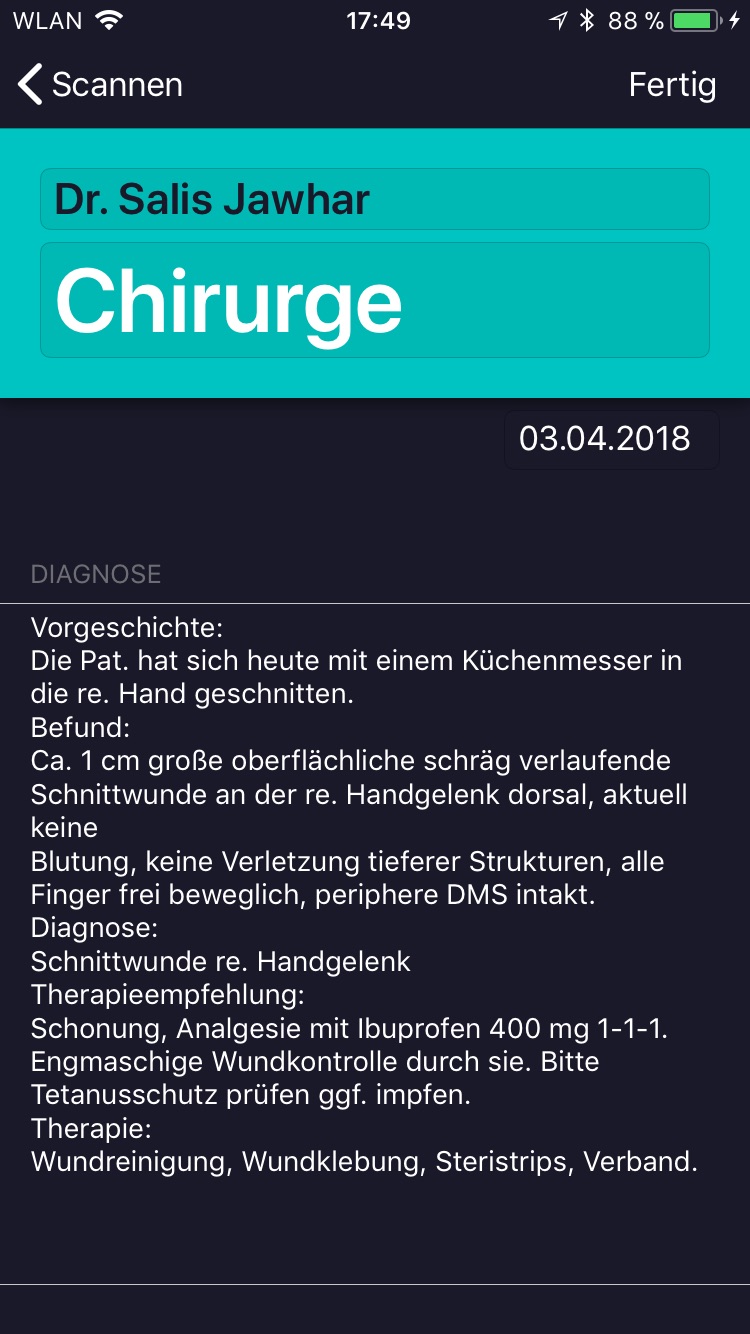 WLAN 17:49 88 %
Scannen Fertig
Dr. Salis Jawhar
Chirurge
03.04.2018
DIAGNOSE
Vorgeschichte:
Die Pat. hat sich heute mit einem Küchenmesser in
die re. Hand geschnitten.
Befund:
Ca. 1 cm große oberflächliche schräg verlaufende
Schnittwunde an der re. Handgelenk dorsal, aktuell
keine
Blutung, keine Verletzung tieferer Strukturen, alle
Finger frei beweglich, periphere DMS intakt.
Diagnose:
Schnittwunde re. Handgelenk
Therapieempfehlung:
Schonung, Analgesie mit Ibuprofen 400 mg 1-1-1.
Engmaschige Wundkontrolle durch sie. Bitte
Tetanusschutz prüfen ggf. impfen.
Therapie:
Wundreinigung, Wundklebung, Steristrips, Verband.